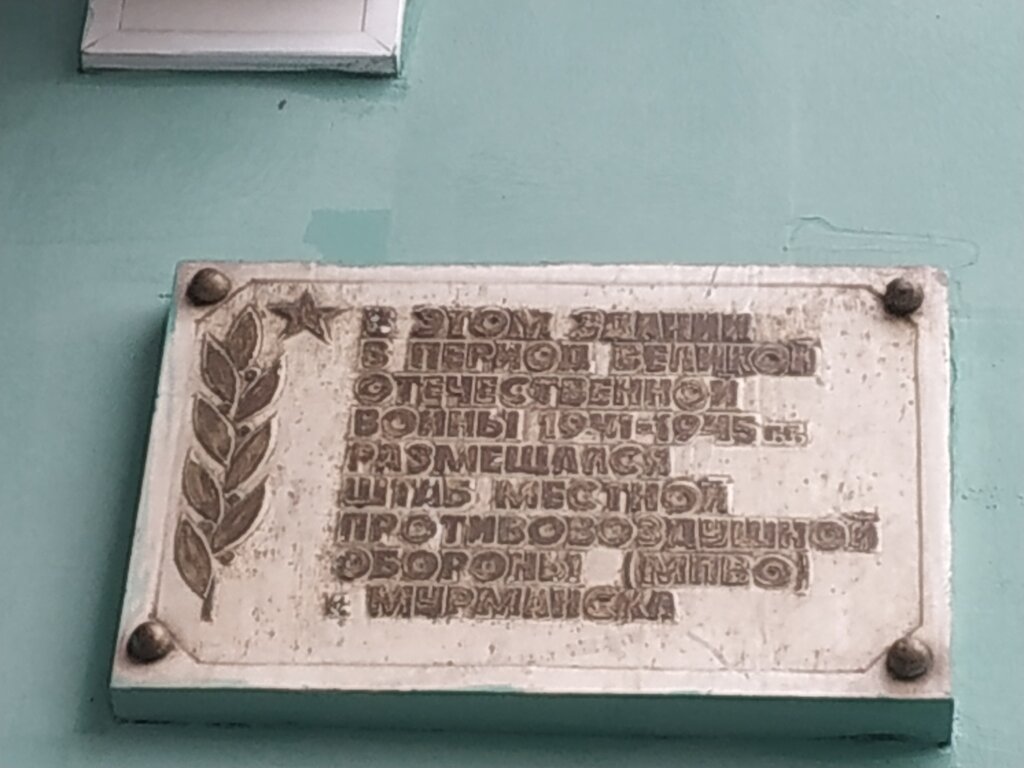 В ЭТОМ ЗДАНИИ
В ПЕРИОД ВЕЛИКОЙ
ОТЕЧЕСТВЕННОЙ
ВОЙНЫ 1941-1945 г.г.
РАЗМЕЩАЛСЯ
ШТАБ МЕСТНОЙ
ПРОТИВОВОЗДУШНОЙ
ОБОРОНЫ (МПВО)
г. МУРМАНСКА